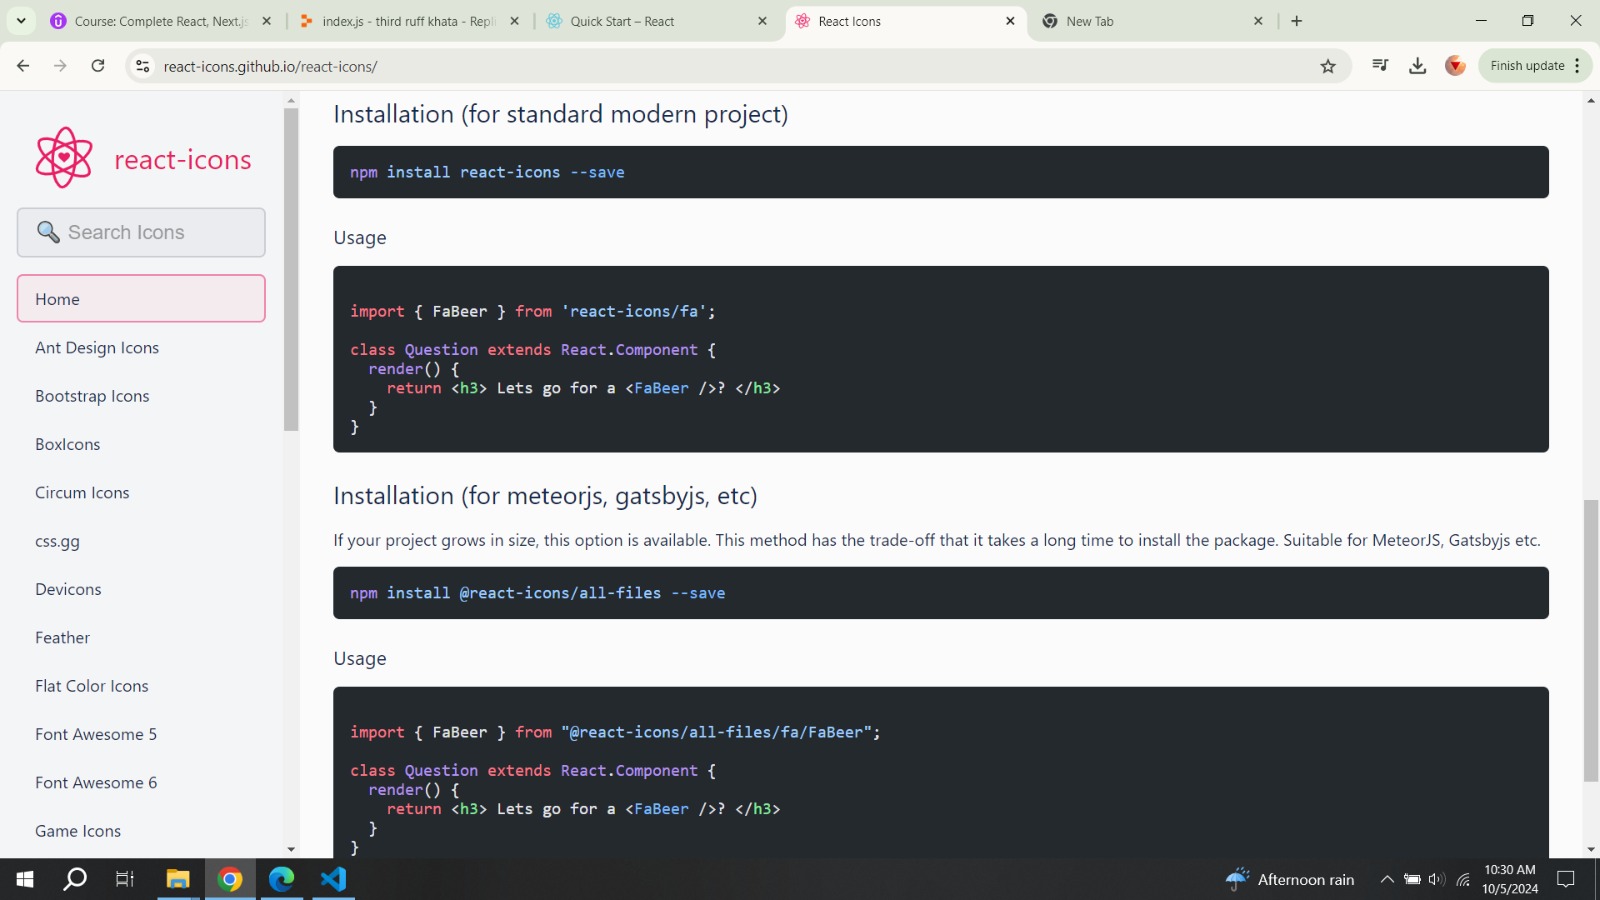 Course: Complete React, Next.js
index.js - third ruff khata - Repli
Quick Start – React
React Icons
New Tab
react-icons.github.io/react-icons/
Finish update
react-icons
Search Icons
Home
Ant Design Icons
Bootstrap Icons
BoxIcons
Circum Icons
css.gg
Devicons
Feather
Flat Color Icons
Font Awesome 5
Font Awesome 6
Game Icons
Installation (for standard modern project)
npm install react-icons --save
Usage
import { FaBeer } from 'react-icons/fa';
class Question extends React.Component {
render() {
return <h3> Lets go for a <FaBeer />? </h3>
}
}
Installation (for meteorjs, gatsbyjs, etc)
If your project grows in size, this option is available. This method has the trade-off that it takes a long time to install the package. Suitable for MeteorJS, Gatsbyjs etc.
npm install @react-icons/all-files --save
Usage
import { FaBeer } from "@react-icons/all-files/fa/FaBeer";
class Question extends React.Component {
render() {
return <h3> Lets go for a <FaBeer />? </h3>
}
}
Afternoon rain
10:30 AM
10/5/2024